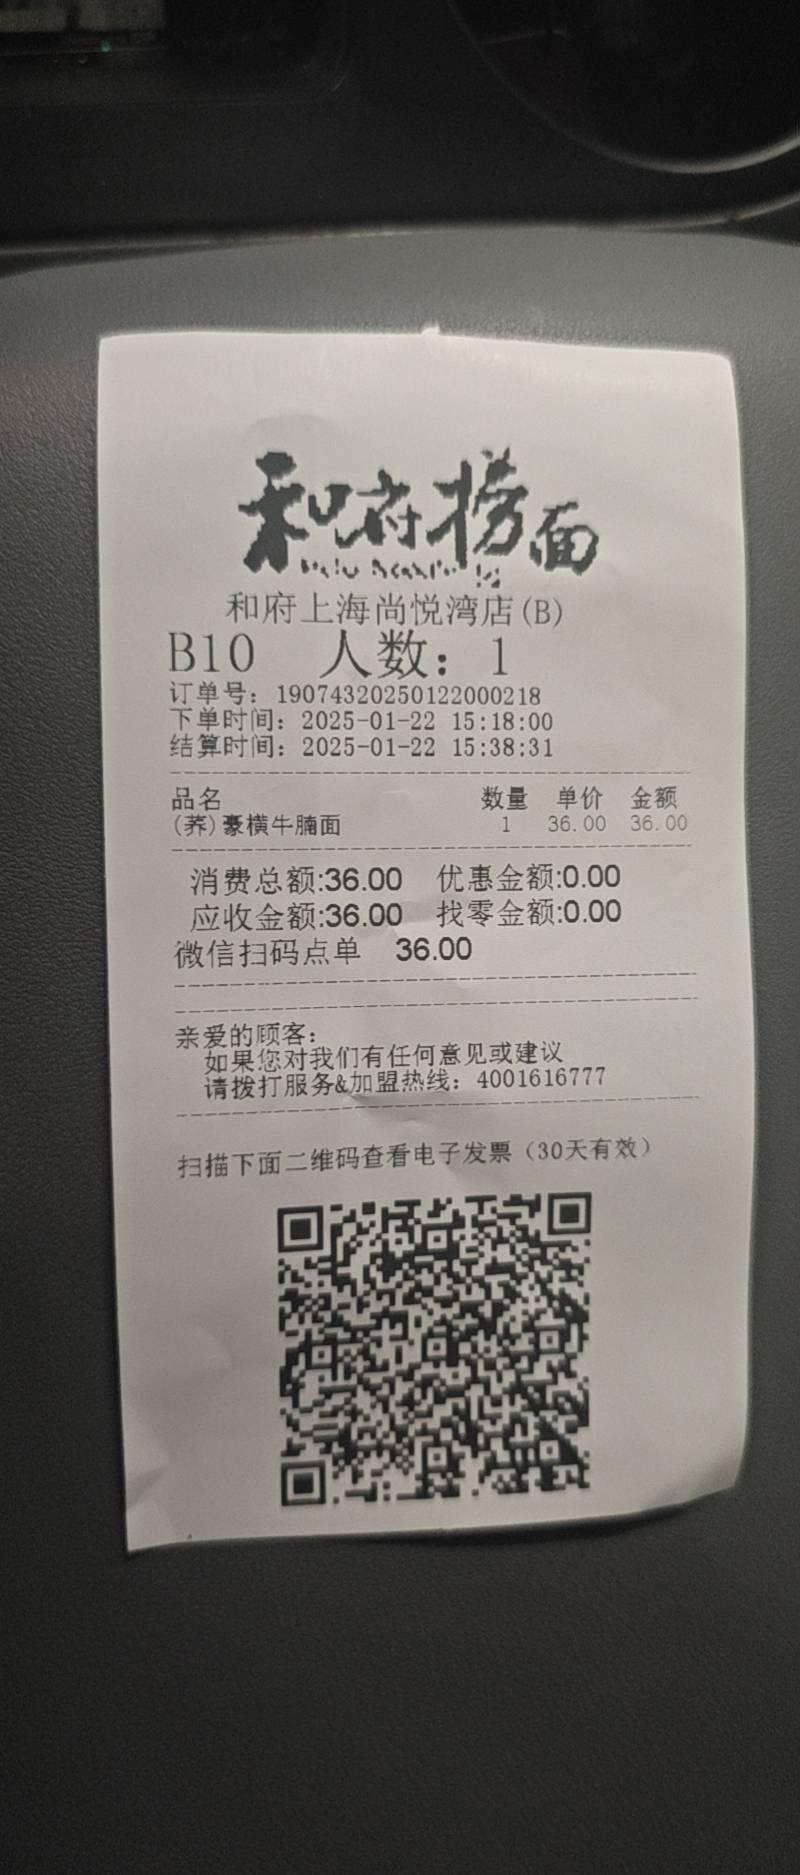 和府捞面
和府上海尚悦湾店(B)
B10 人数：1
订单号：19074320250122000218
下单时间：2025-01-22 15:18:00
结算时间：2025-01-22 15:38:31
品名 数量 单价 金额
(荞)豪横牛腩面 1 36.00 36.00
消费总额:36.00 优惠金额:0.00
应收金额:36.00 找零金额:0.00
微信扫码点单 36.00
亲爱的顾客：
如果您对我们有任何意见或建议
请拨打服务&加盟热线：4001616777
扫描下面二维码查看电子发票（30天有效）